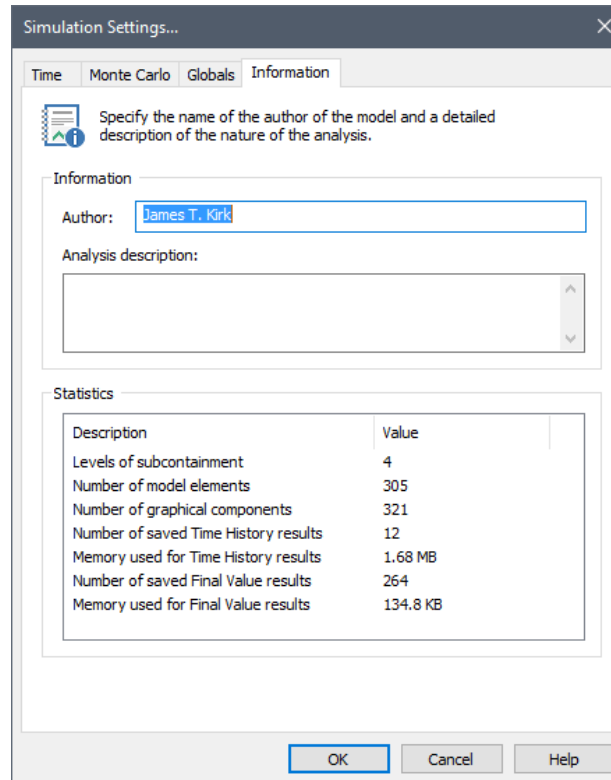 Simulation Settings...
Time Monte Carlo Globals Information
Specify the name of the author of the model and a detailed
description of the nature of the analysis.
Information
Author: James T. Kirk
Analysis description:
Statistics
Description Value
Levels of subcontainment 4
Number of model elements 305
Number of graphical components 321
Number of saved Time History results 12
Memory used for Time History results 1.68 MB
Number of saved Final Value results 264
Memory used for Final Value results 134.8 KB
OK Cancel Help